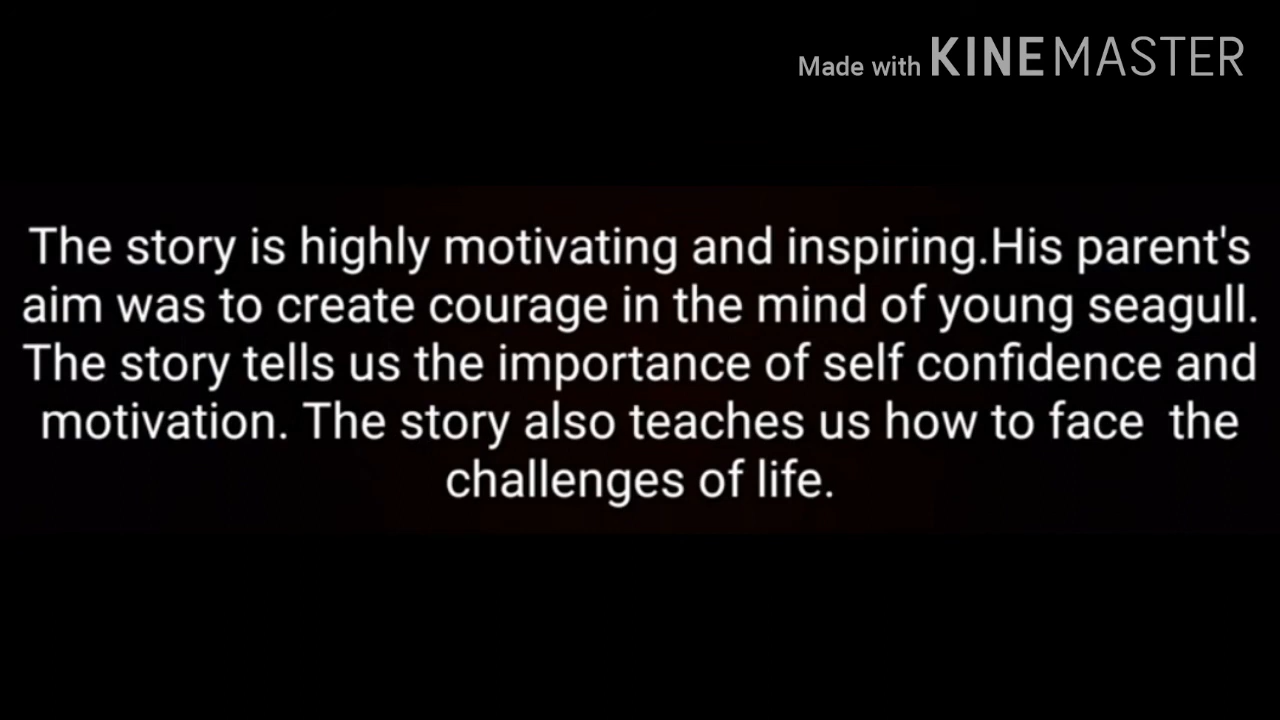 Made with KINEMASTER
The story is highly motivating and inspiring.His parent's
aim was to create courage in the mind of young seagull.
The story tells us the importance of self confidence and
motivation. The story also teaches us how to face  the
challenges of life.